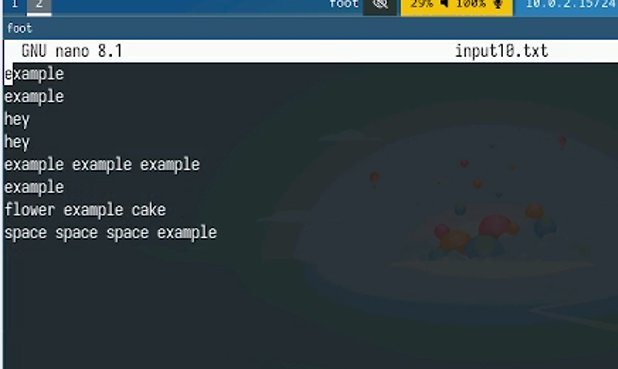 1 2 foot 29% 100% 10.0.2.15/24
foot
GNU nano 8.1 input10.txt
example
example
hey
hey
example example example
example
flower example cake
space space space example